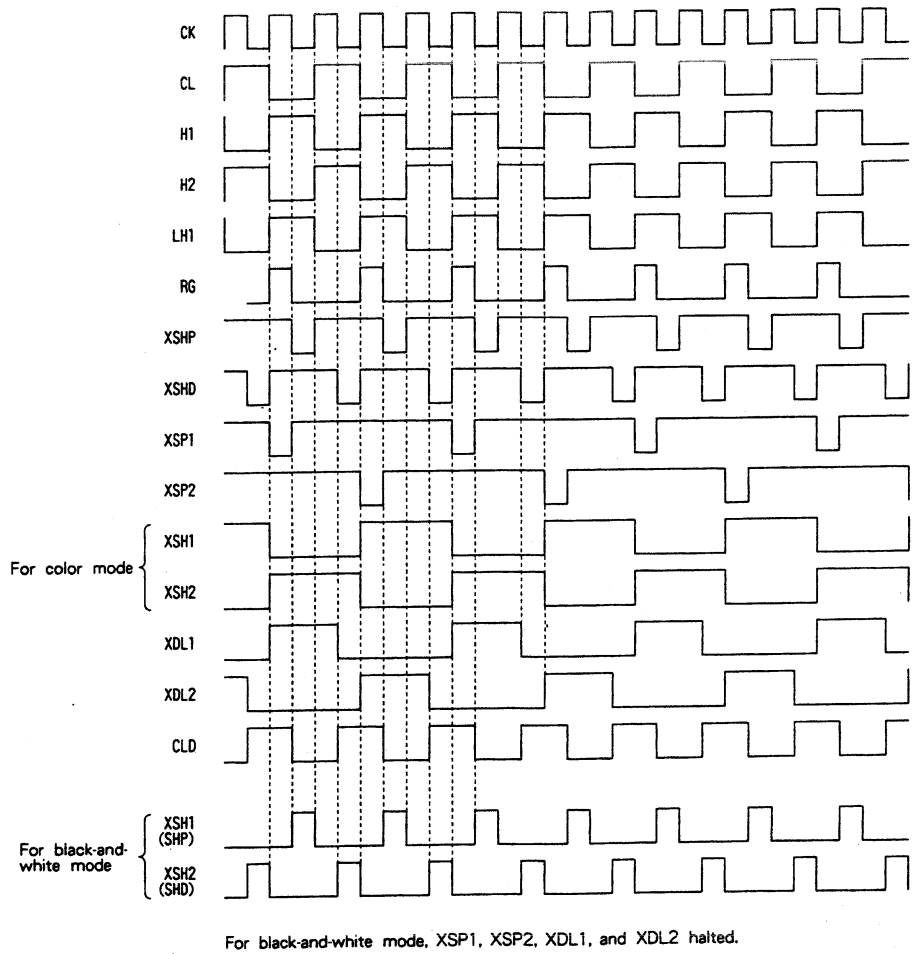 CK
CL
H1
H2
LH1
RG
XSHP
XSHD
XSP1
XSP2
For color mode
XSH1
XSH2
XDL1
XDL2
CLD
For black-and-
white mode
XSH1
(SHP)
XSH2
(SHD)
For black-and-white mode, XSP1, XSP2, XDL1, and XDL2 halted.